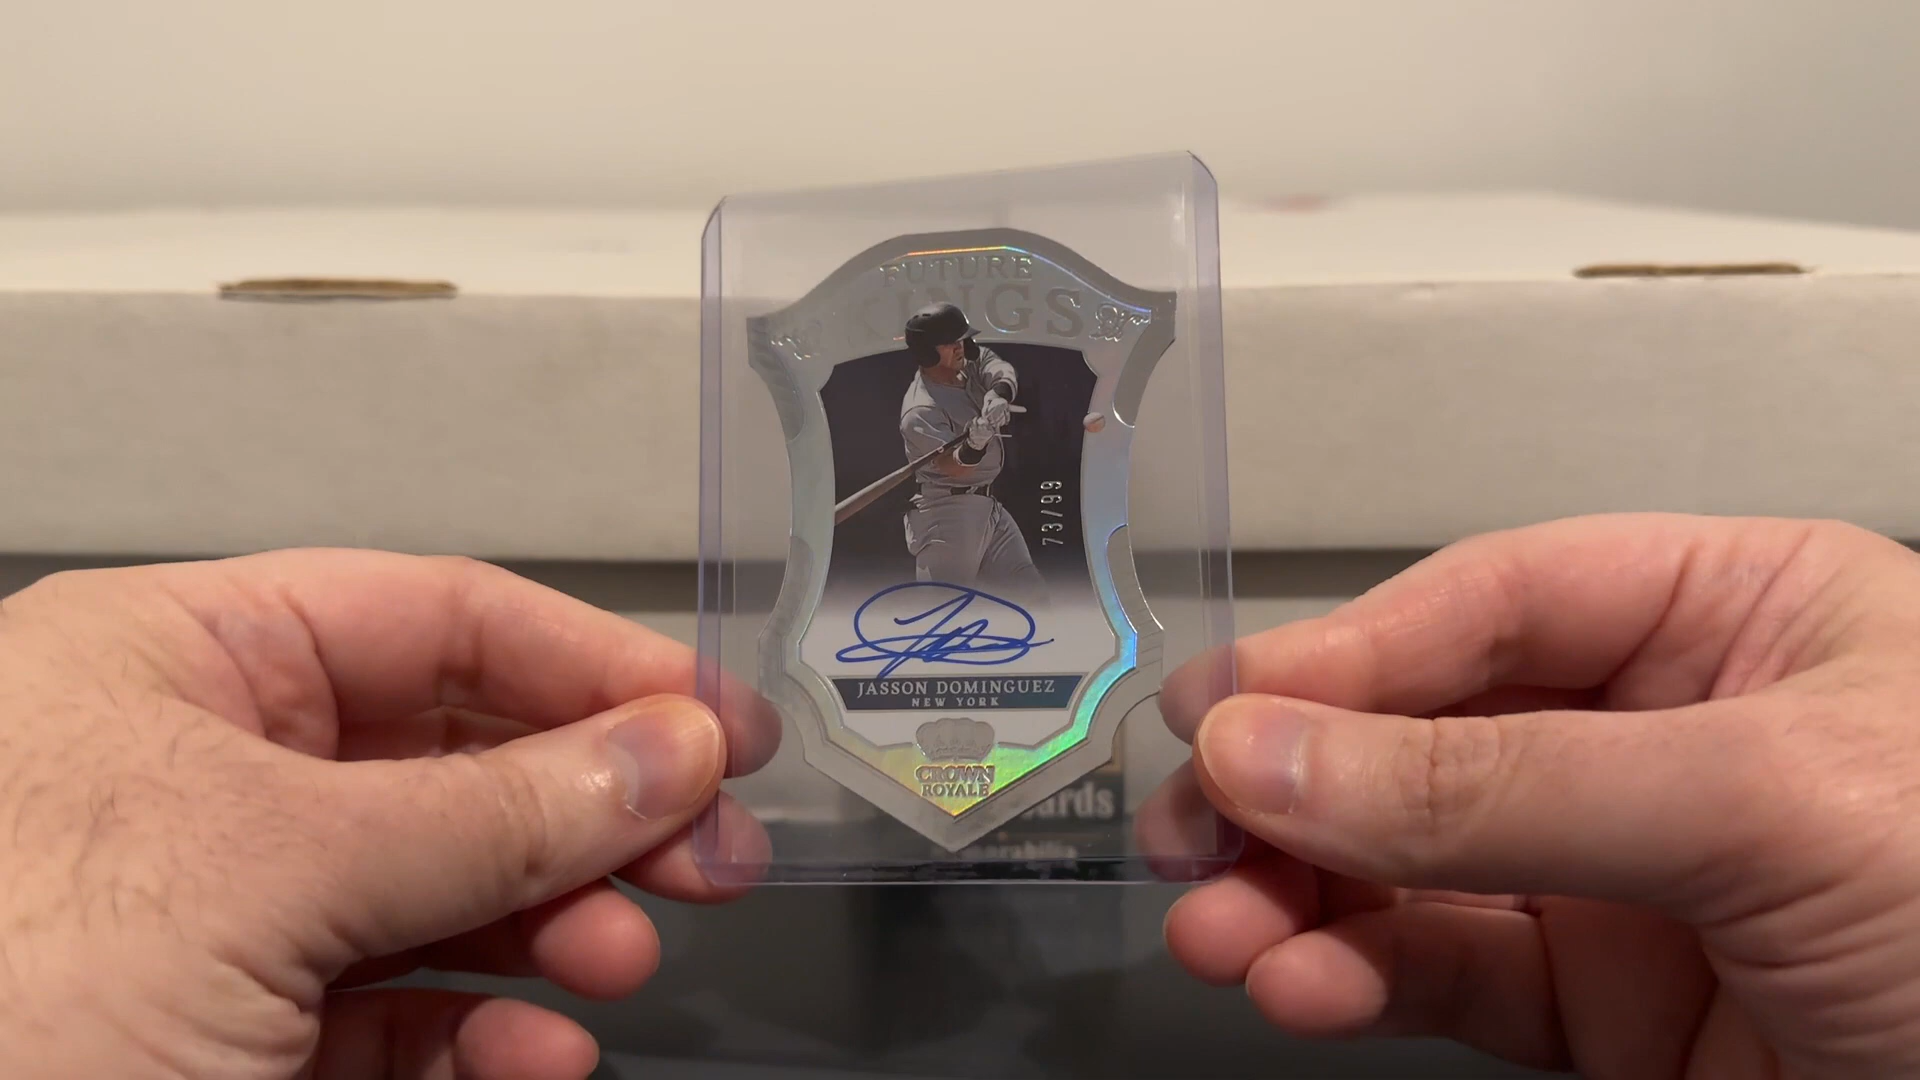 FUTURE
KINGS
73/99
JASSON DOMINGUEZ
NEW YORK
CROWN
ROYALE